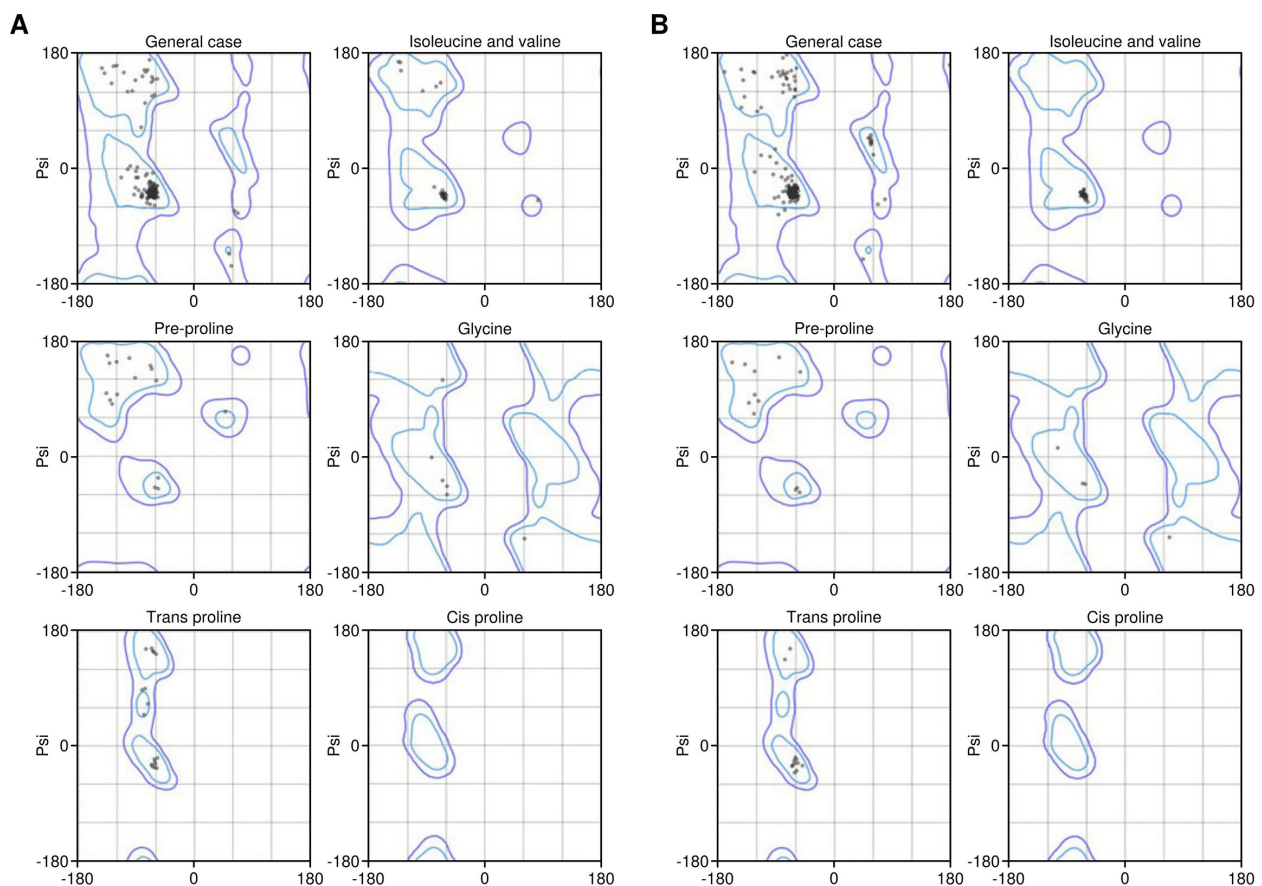 A B
General case Isoleucine and valine General case Isoleucine and valine
180 180 180 180
Psi 0 Psi 0 Psi 0 Psi 0
-180 -180 -180 -180
-180 0 180 -180 0 180 -180 0 180 -180 0 180
Pre-proline Glycine Pre-proline Glycine
180 180 180 180
Psi 0 Psi 0 Psi 0 Psi 0
-180 -180 -180 -180
-180 0 180 -180 0 180 -180 0 180 -180 0 180
Trans proline Cis proline Trans proline Cis proline
180 180 180 180
Psi 0 Psi 0 Psi 0 Psi 0
-180 -180 -180 -180
-180 0 180 -180 0 180 -180 0 180 -180 0 180